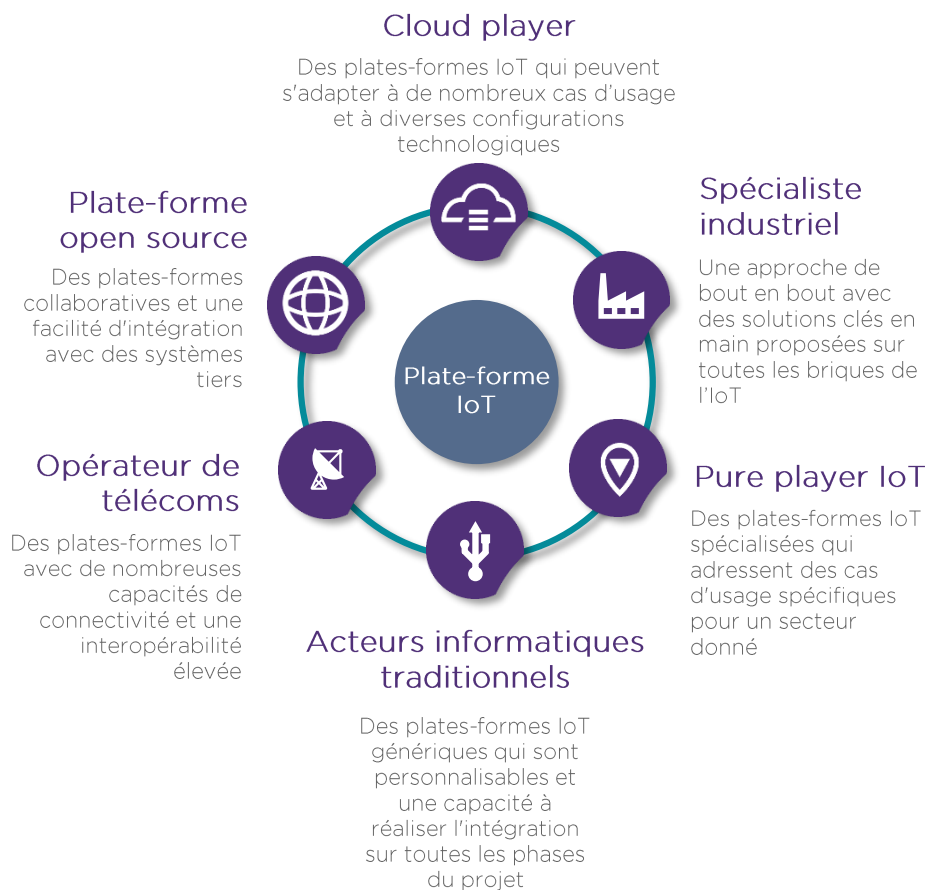 Cloud player
Des plates-formes IoT qui peuvent
s'adapter à de nombreux cas d'usage
et à diverses configurations
technologiques
Spécialiste
industriel
Une approche de
bout en bout avec
des solutions clés en
main proposées sur
toutes les briques de
l'IoT
Pure player IoT
Des plates-formes IoT
spécialisées qui
adressent des cas
d'usage spécifiques
pour un secteur
donné
Acteurs informatiques
traditionnels
Des plates-formes IoT
génériques qui sont
personnalisables et
une capacité à
réaliser l'intégration
sur toutes les phases
du projet
Opérateur de
télécoms
Des plates-formes IoT
avec de nombreuses
capacités de
connectivité et une
interopérabilité
élevée
Plate-forme
open source
Des plates-formes
collaboratives et une
facilité d'intégration
avec des systèmes
tiers
Plate-forme
IoT